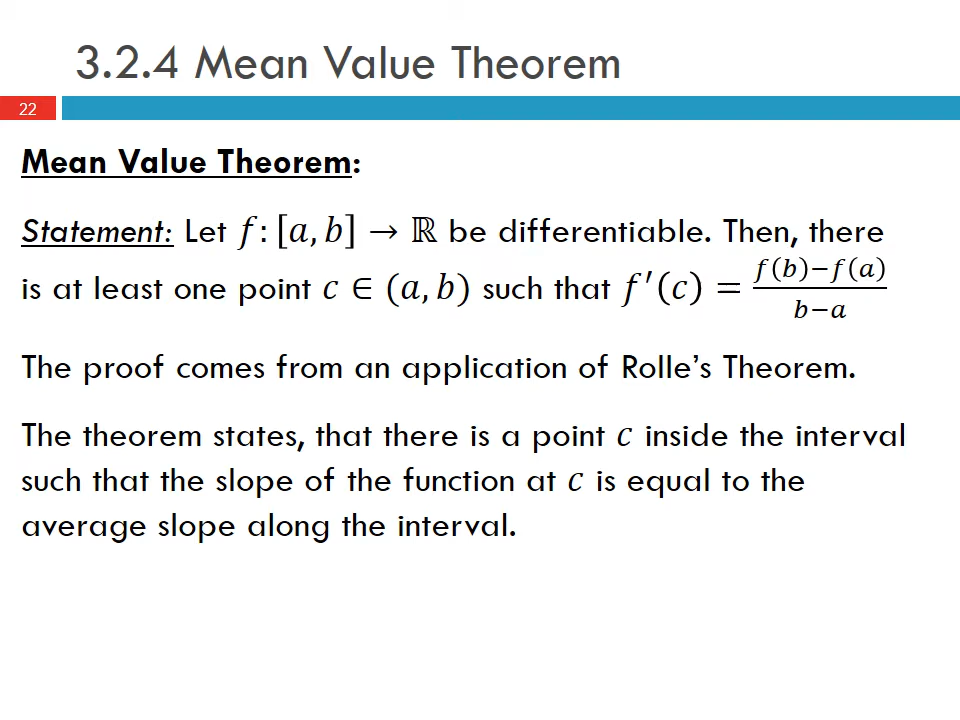 3.2.4 Mean Value Theorem
22
Mean Value Theorem:
Statement: Let 𝑓: [𝑎, 𝑏] → ℝ be differentiable. Then, there
is at least one point 𝑐 ∈ (𝑎, 𝑏) such that 𝑓′(𝑐) = \frac{𝑓(𝑏)−𝑓(𝑎)}{𝑏−𝑎}
The proof comes from an application of Rolle’s Theorem.
The theorem states, that there is a point 𝑐 inside the interval
such that the slope of the function at 𝑐 is equal to the
average slope along the interval.